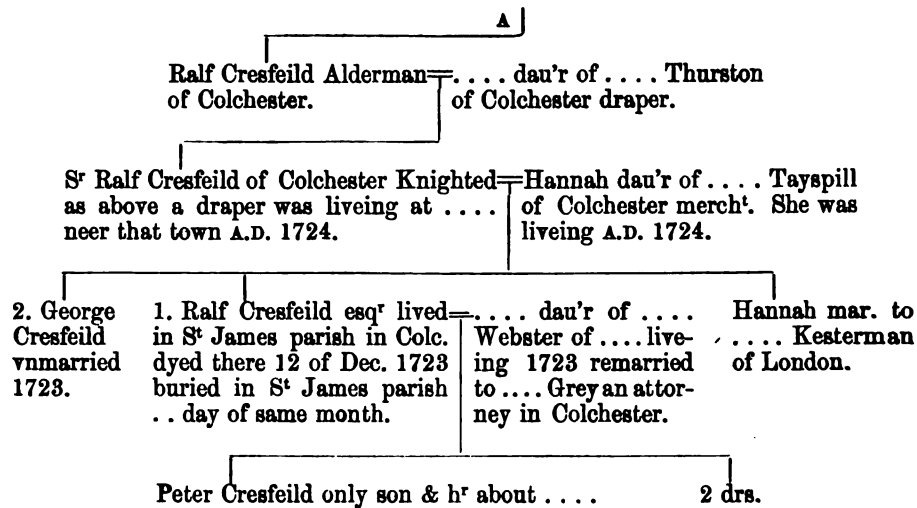 A
Ralf Cresfeild Alderman=.... dau'r of .... Thurston
of Colchester. of Colchester draper.
Sʳ Ralf Cresfeild of Colchester Knighted=Hannah dau'r of .... Tayspill
as above a draper was liveing at .... of Colchester merchᵗ. She was
neer that town A.D. 1724. liveing A.D. 1724.
2. George
Cresfeild
vnmarried
1723.
1. Ralf Cresfeild esqʳ lived=
in Sᵗ James parish in Colc.
dyed there 12 of Dec. 1723
buried in Sᵗ James parish
.. day of same month.
.... dau'r of ....
Webster of ....live-
ing 1723 remarried
to .... Grey an attor-
ney in Colchester.
Hannah mar. to
.... Kesterman
of London.
Peter Cresfeild only son & hʳ about .... 2 drs.